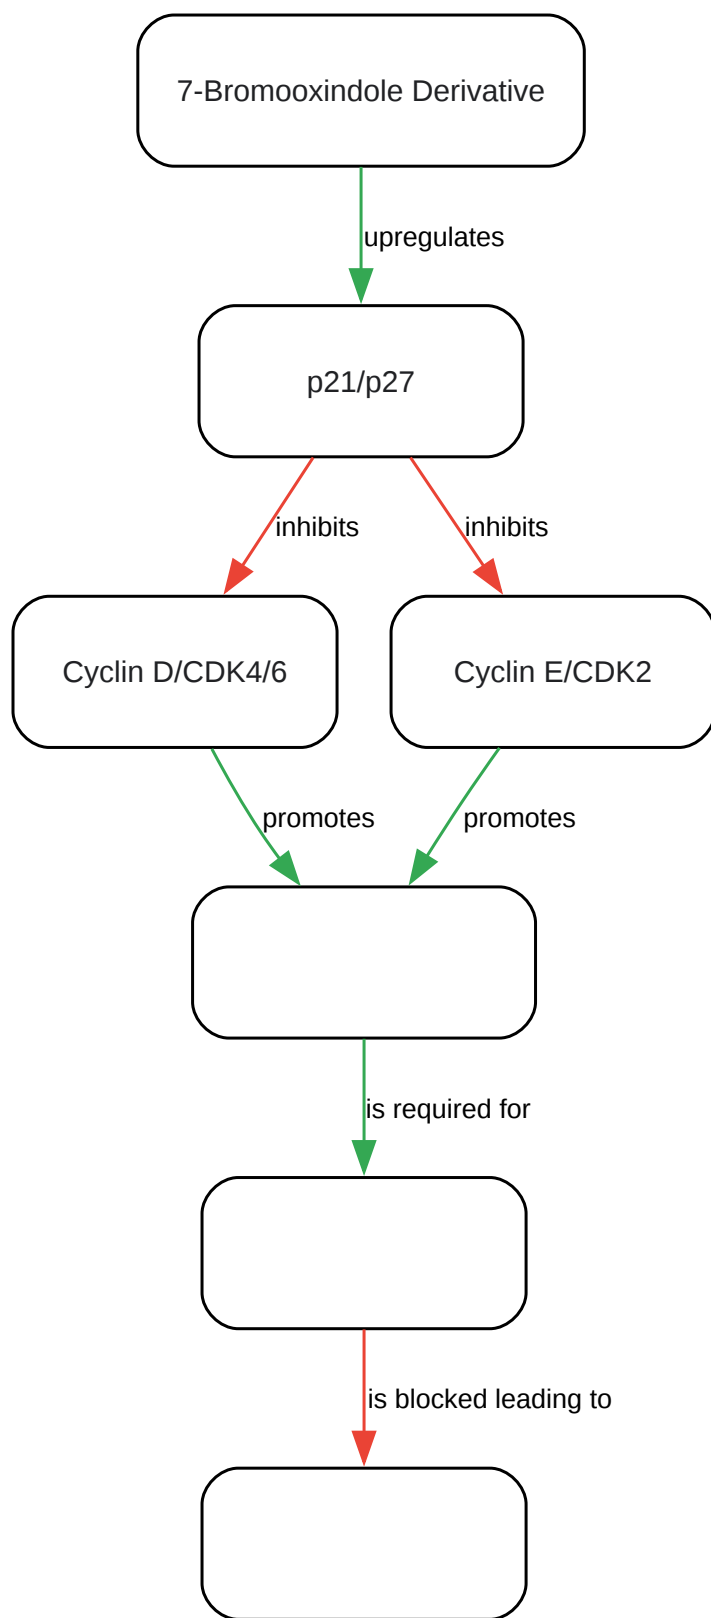 7-Bromooxindole Derivative
upregulates
p21/p27
inhibits
inhibits
Cyclin D/CDK4/6
Cyclin E/CDK2
promotes
promotes
is required for
is blocked leading to